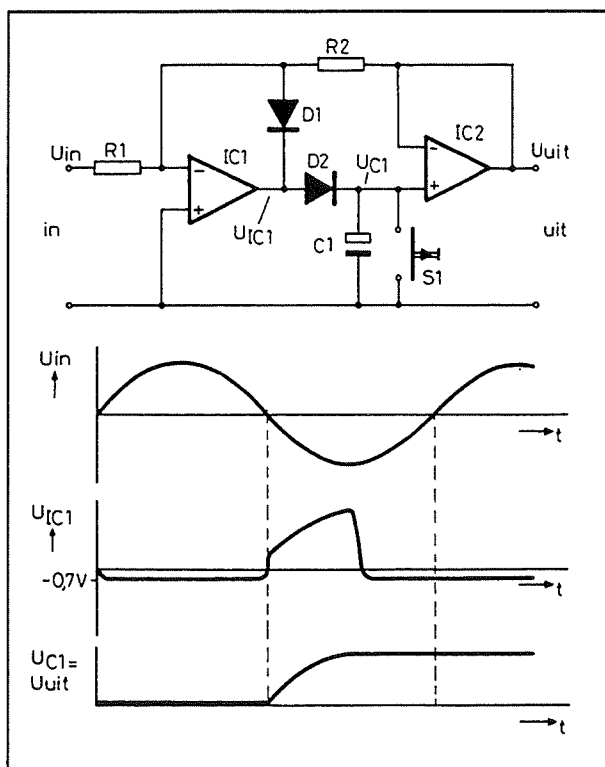 R2
D1
IC1
IC2
Uin
R1
D2
UC1
Uuit
in
UIC1
C1
S1
uit
- + - +
Uin
t
UIC1
-0,7V
t
UC1=
Uuit
t